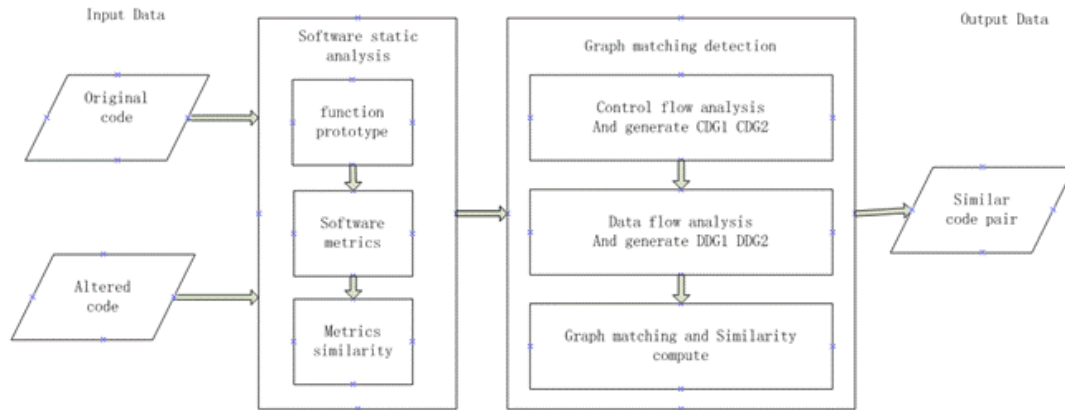 Input Data
Original
code
Altered
code
Software static
analysis
function
prototype
Software
metrics
Metrics
similarity
Graph matching detection
Control flow analysis
And generate CDG1 CDG2
Data flow analysis
And generate DDG1 DDG2
Graph matching and Similarity
compute
Output Data
Similar
code pair